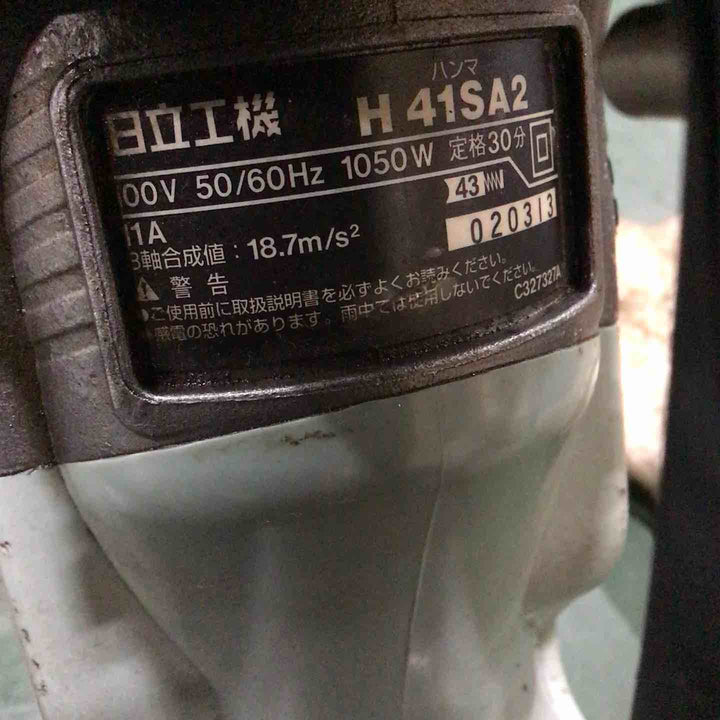 ハンマ
日立工機 H 41SA2
00V 50/60Hz 1050W 定格30分
11A 43
3軸合成値:18.7m/s² 020313
警告
●ご使用前に取扱説明書を必ずよくお読みください。
●感電の恐れがあります。雨中では使用しないでください。
C327327A